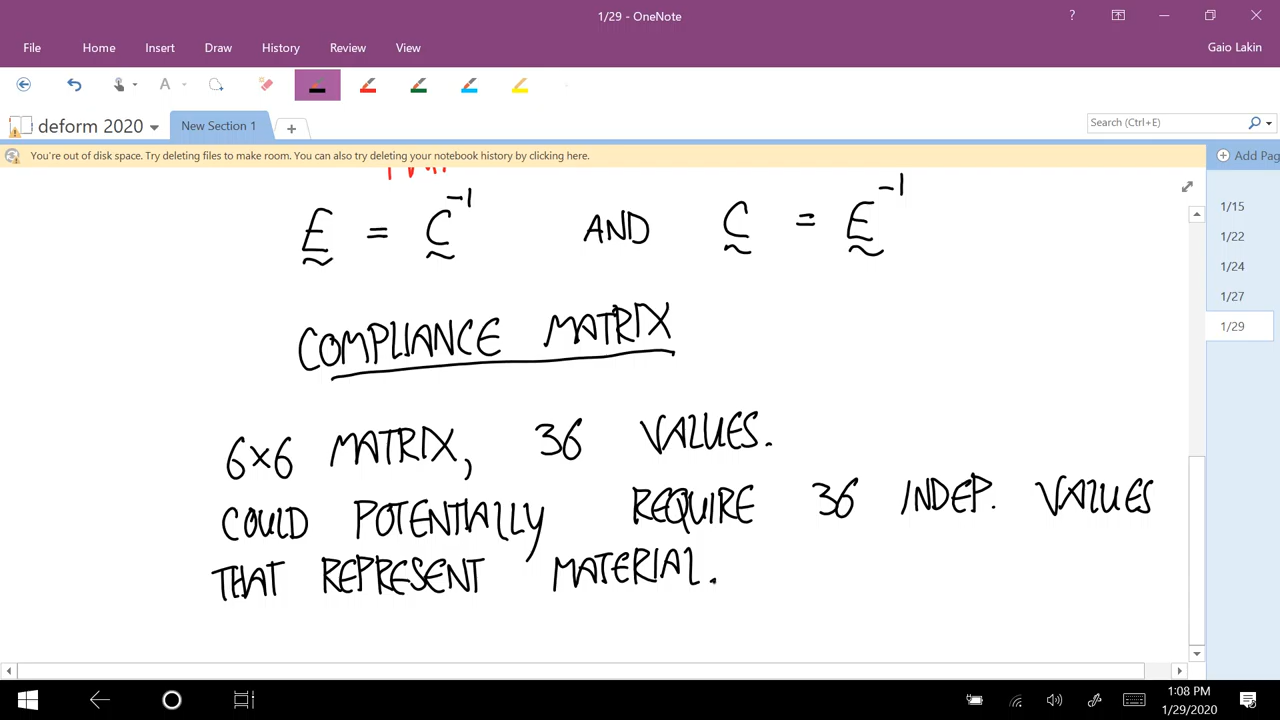 1/29 - OneNote
?
File Home Insert Draw History Review View Gaio Lakin
A
deform 2020 New Section 1 + Search (Ctrl+E)
You're out of disk space. Try deleting files to make room. You can also try deleting your notebook history by clicking here.
Add Pag
1/15
1/22
1/24
1/27
1/29
E = C⁻¹ AND C = E⁻¹
COMPLIANCE MATRIX
6×6 MATRIX, 36 VALUES.
COULD POTENTIALLY REQUIRE 36 INDEP. VALUES
THAT REPRESENT MATERIAL.
1:08 PM
1/29/2020